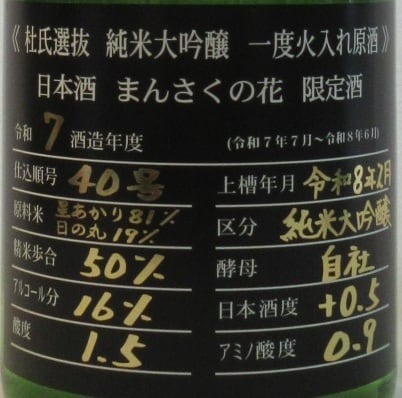 《杜氏選抜 純米大吟醸 一度火入れ原酒》
日本酒 まんさくの花 限定酒
令和7酒造年度 (令和7年7月~令和8年6月)
仕込順号 40号
原料米 星あかり81% 日の丸19%
精米歩合 50%
アルコール分 16%
酸度 1.5
上槽年月 令和8年2月
区分 純米大吟醸
酵母 自社
日本酒度 +0.5
アミノ酸度 0.9